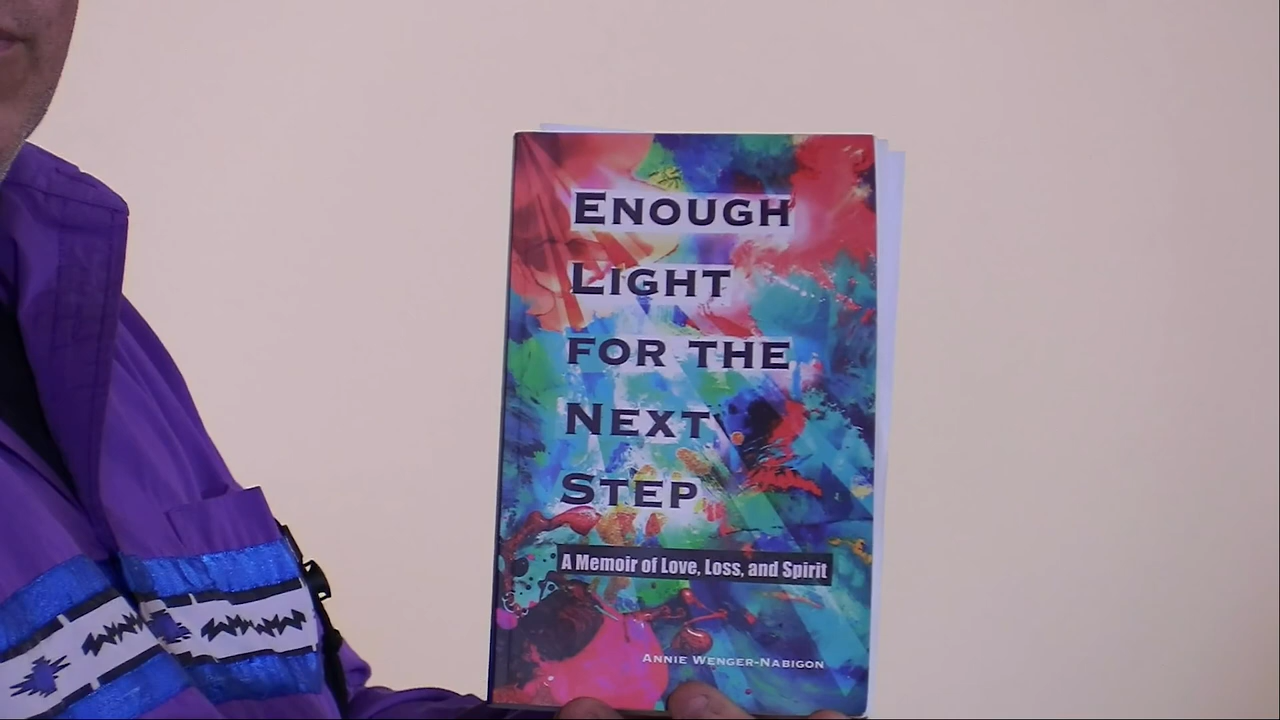 ENOUGH
LIGHT
FOR THE
NEXT
STEP
A Memoir of Love, Loss, and Spirit
ANNIE WENGER-NABIGON